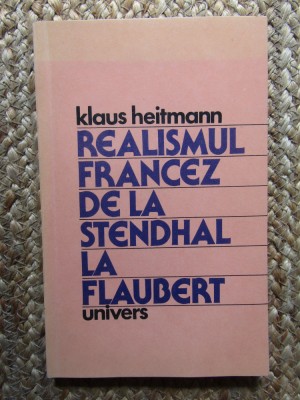 klaus heitmann
REALISMUL
FRANCEZ
DE LA
STENDHAL
LA
FLAUBERT
univers